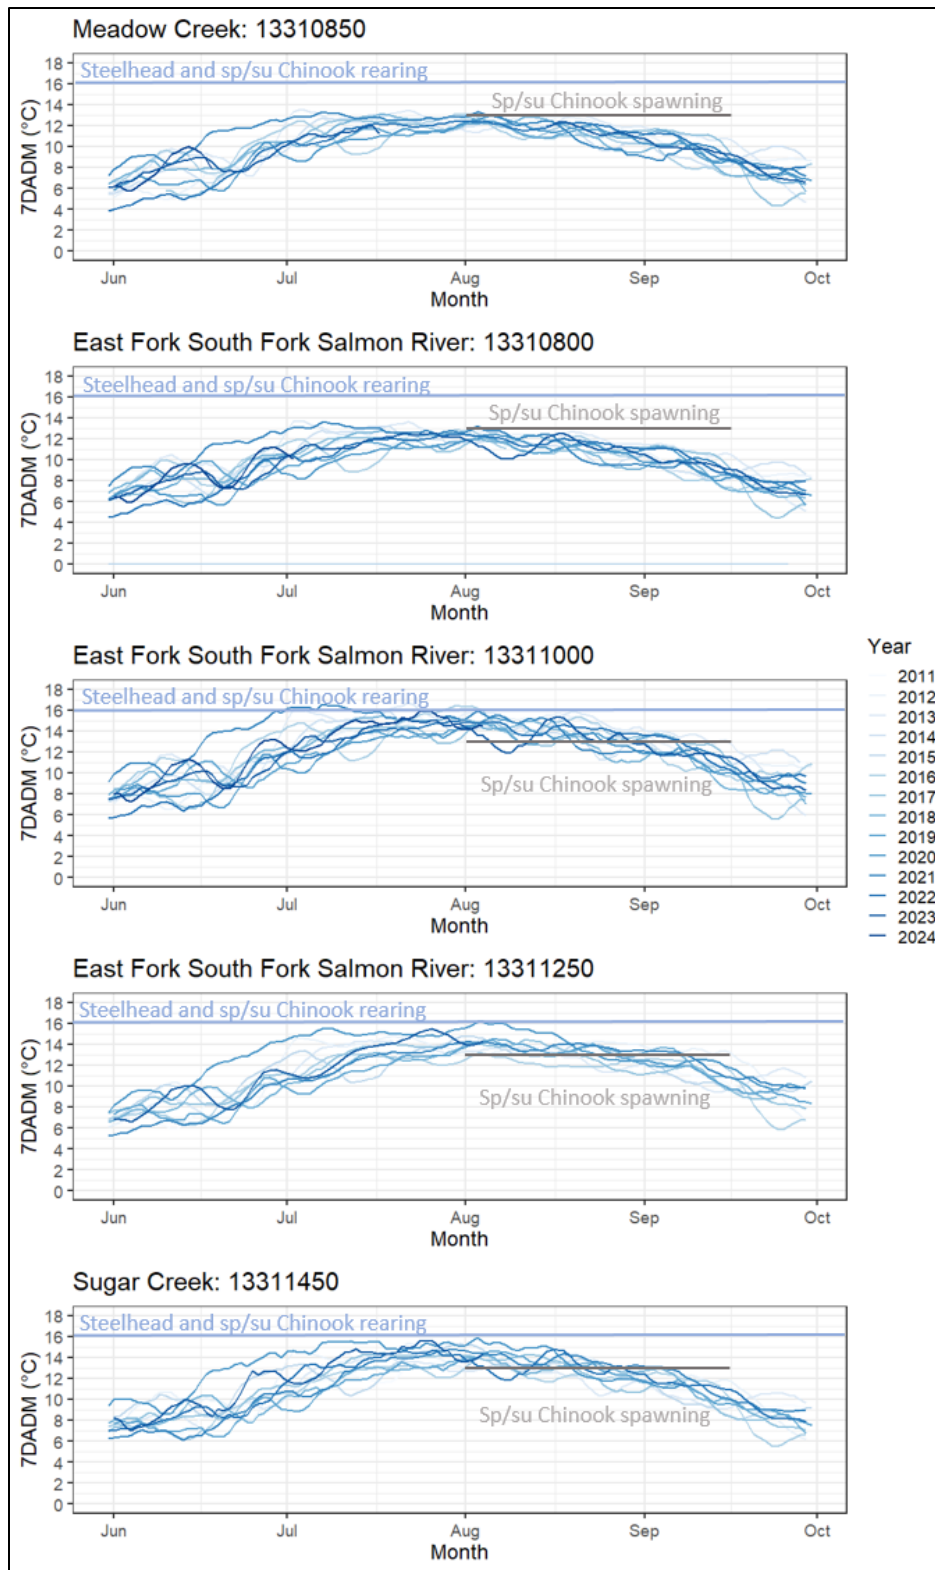 Meadow Creek: 13310850
18
Steelhead and sp/su Chinook rearing
16
Sp/su Chinook spawning
14
12
10
8
6
4
2
0
7DADM (°C)
Jun Jul Aug Sep Oct
Month
East Fork South Fork Salmon River: 13310800
18
Steelhead and sp/su Chinook rearing
16
Sp/su Chinook spawning
14
12
10
8
6
4
2
0
7DADM (°C)
Jun Jul Aug Sep Oct
Month
East Fork South Fork Salmon River: 13311000
18
Steelhead and sp/su Chinook rearing
16
14
12
10
Sp/su Chinook spawning
8
6
4
2
0
7DADM (°C)
Jun Jul Aug Sep Oct
Month
Year
2011
2012
2013
2014
2015
2016
2017
2018
2019
2020
2021
2022
2023
2024
East Fork South Fork Salmon River: 13311250
18
Steelhead and sp/su Chinook rearing
16
14
12
10
Sp/su Chinook spawning
8
6
4
2
0
7DADM (°C)
Jun Jul Aug Sep Oct
Month
Sugar Creek: 13311450
18
Steelhead and sp/su Chinook rearing
16
14
12
10
Sp/su Chinook spawning
8
6
4
2
0
7DADM (°C)
Jun Jul Aug Sep Oct
Month